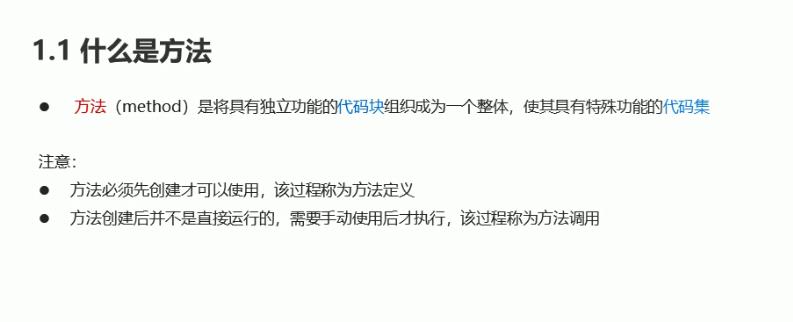 1.1 什么是方法
● 方法（method）是将具有独立功能的代码块组织成为一个整体，使其具有特殊功能的代码集
注意：
● 方法必须先创建才可以使用，该过程称为方法定义
● 方法创建后并不是直接运行的，需要手动使用后才执行，该过程称为方法调用